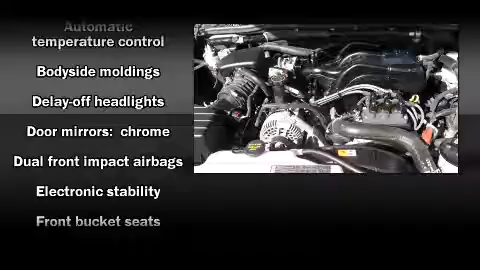 Automatic
temperature control
Bodyside moldings
Delay-off headlights
Door mirrors: chrome
Dual front impact airbags
Electronic stability
Front bucket seats